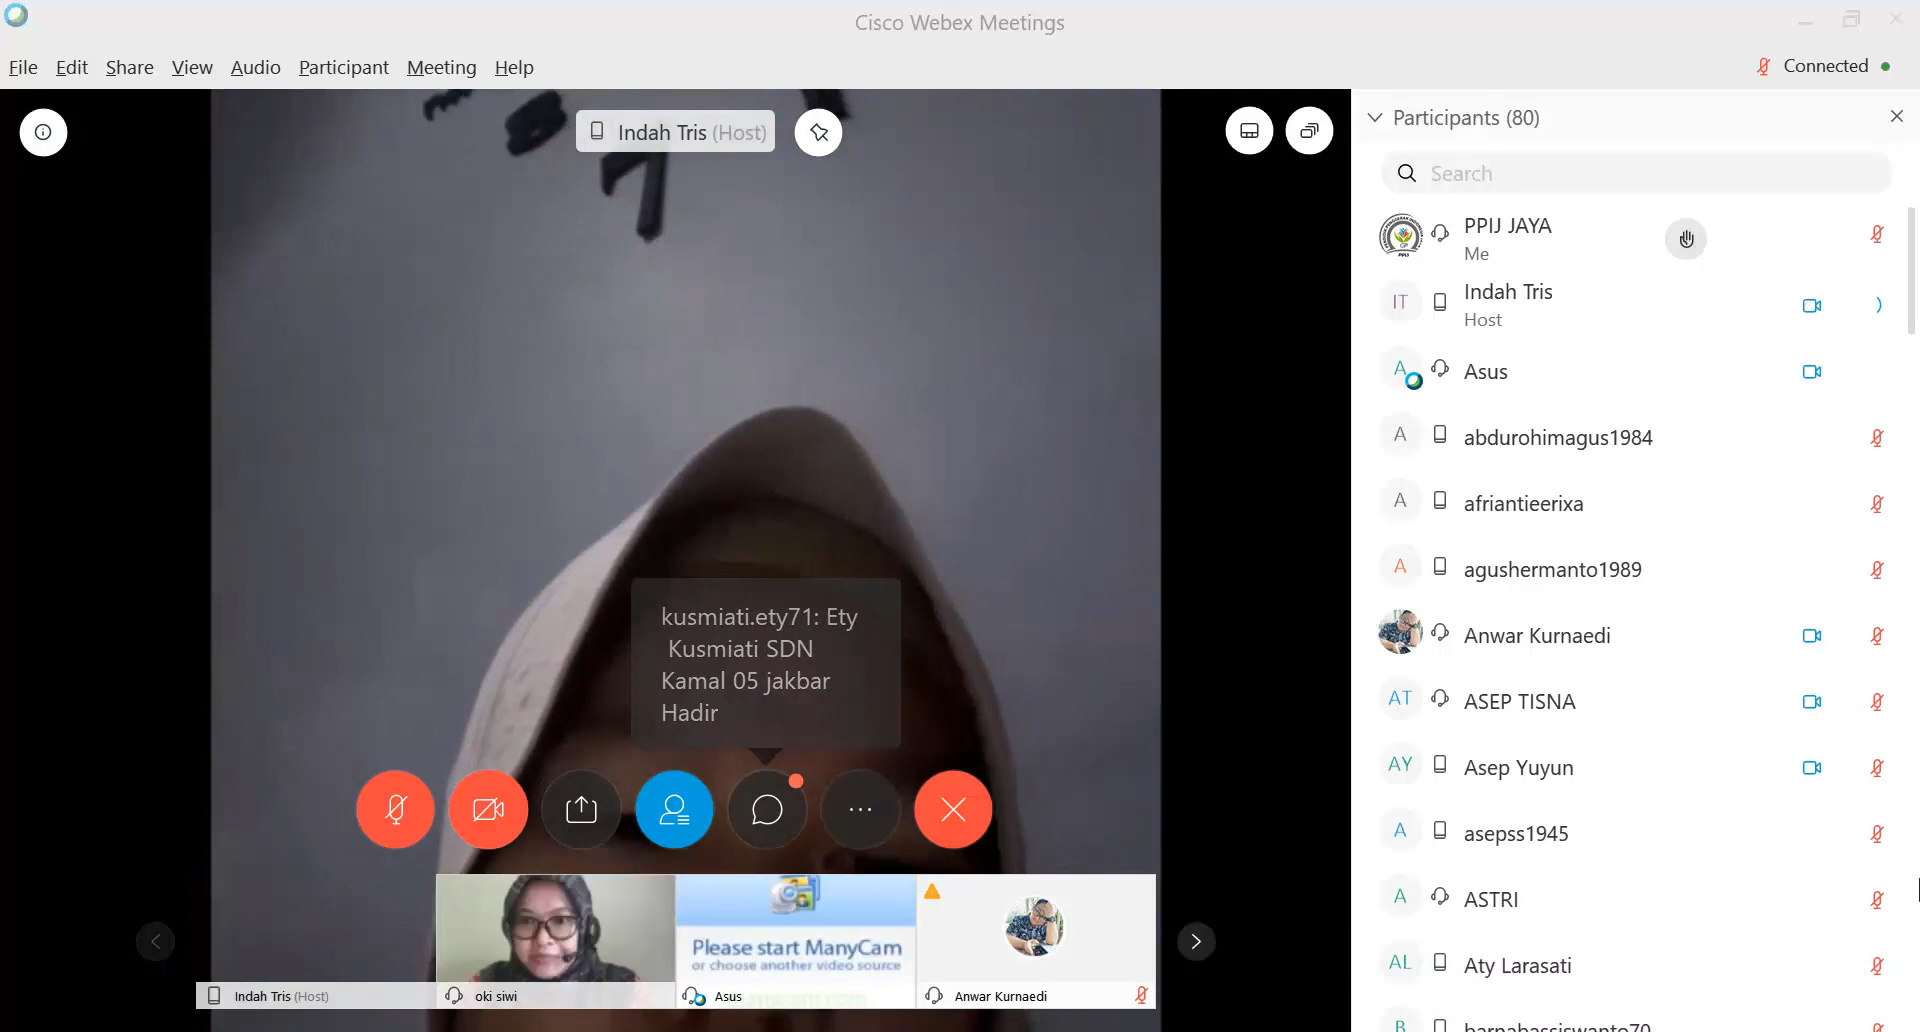 Cisco Webex Meetings
File Edit Share View Audio Participant Meeting Help
Connected
Indah Tris (Host)
Participants (80)
Search
PPIJ JAYA
Me
IT Indah Tris
Host
A Asus
A abdurohimagus1984
A afriantieerixa
A agushermanto1989
Anwar Kurnaedi
AT ASEP TISNA
AY Asep Yuyun
A asepss1945
A ASTRI
AL Aty Larasati
B barnabassiswanto70
kusmiati.ety71: Ety
Kusmiati SDN
Kamal 05 jakbar
Hadir
Please start ManyCam
or choose another video source
Indah Tris (Host)
oki siwi
Asus
Anwar Kurnaedi